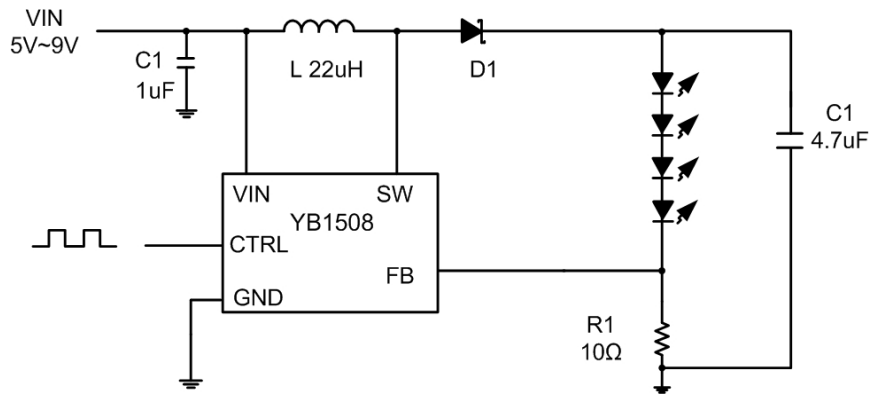 VIN
5V~9V
C1
1uF
L 22uH
D1
C1
4.7uF
VIN
SW
YB1508
CTRL
FB
GND
R1
10Ω